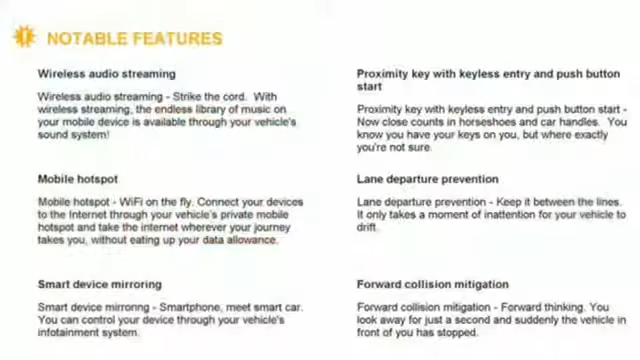 NOTABLE FEATURES
Wireless audio streaming
Wireless audio streaming - Strike the cord. With
wireless streaming, the endless library of music on
your mobile device is available through your vehicle's
sound system!
Mobile hotspot
Mobile hotspot - WiFi on the fly. Connect your devices
to the Internet through your vehicle's private mobile
hotspot and take the internet wherever your journey
takes you, without eating up your data allowance.
Smart device mirroring
Smart device mirroring - Smartphone, meet smart car.
You can control your device through your vehicle's
infotainment system.
Proximity key with keyless entry and push button
start
Proximity key with keyless entry and push button start -
Now close counts in horseshoes and car handles. You
know you have your keys on you, but where exactly
you're not sure.
Lane departure prevention
Lane departure prevention - Keep it between the lines.
It only takes a moment of inattention for your vehicle to
drift.
Forward collision mitigation
Forward collision mitigation - Forward thinking. You
look away for just a second and suddenly the vehicle in
front of you has stopped.